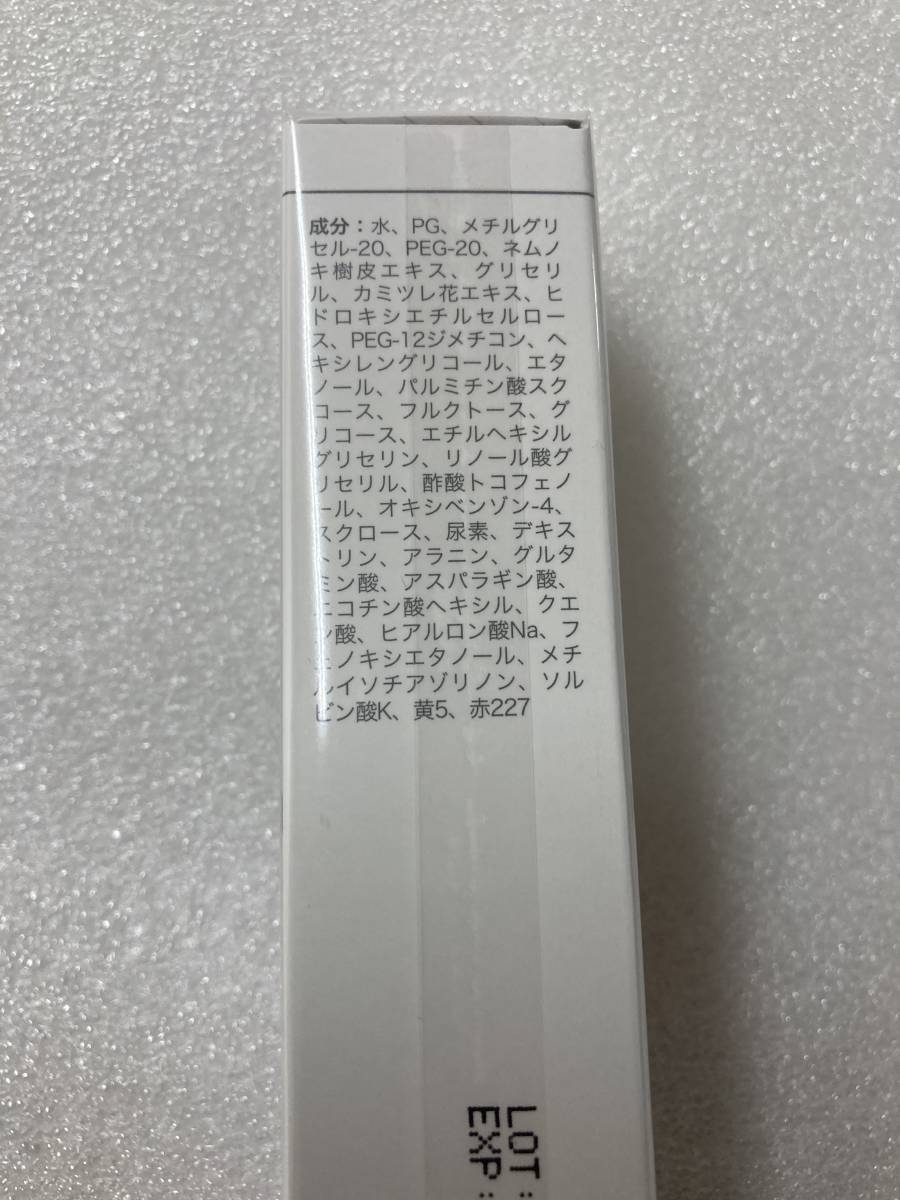 成分：水、PG、メチルグリ
セル-20、PEG-20、ネムノ
キ樹皮エキス、グリセリ
ル、カミツレ花エキス、ヒ
ドロキシエチルセルロー
ス、PEG-12ジメチコン、ヘ
キシレングリコール、エタ
ノール、パルミチン酸スク
ロース、フルクトース、グ
リコース、エチルヘキシル
グリセリン、リノール酸グ
リセリル、酢酸トコフェノ
ール、オキシベンゾン-4、
スクロース、尿素、デキス
トリン、アラニン、グルタ
ミン酸、アスパラギン酸、
ニコチン酸ヘキシル、クエ
ン酸、ヒアルロン酸Na、フ
ェノキシエタノール、メチ
ルイソチアゾリノン、ソル
ビン酸K、黄5、赤227
LOT :
EXP :